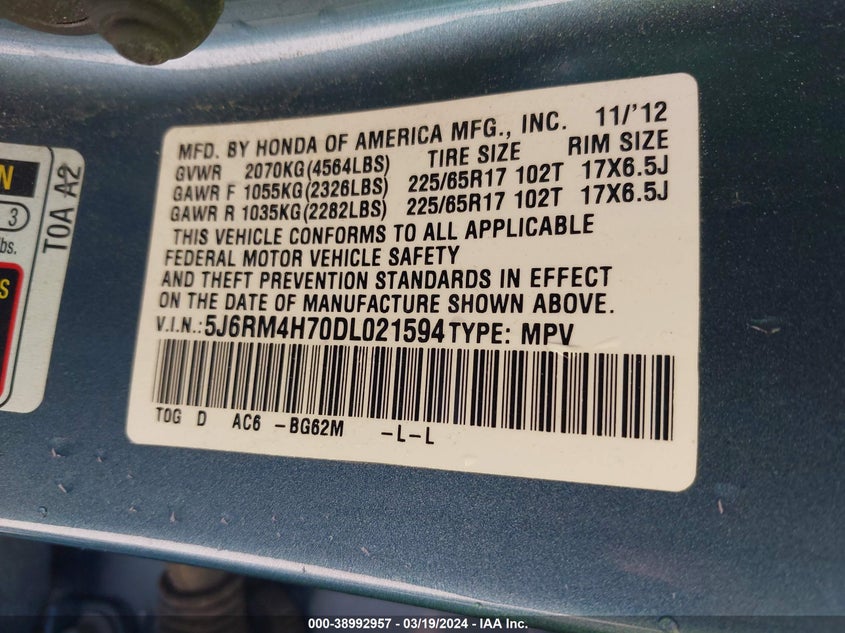 MFD. BY HONDA OF AMERICA MFG., INC. 11/'12
GVWR 2070KG(4564LBS) TIRE SIZE RIM SIZE
GAWR F 1055KG(2326LBS) 225/65R17 102T 17X6.5J
GAWR R 1035KG(2282LBS) 225/65R17 102T 17X6.5J
THIS VEHICLE CONFORMS TO ALL APPLICABLE
FEDERAL MOTOR VEHICLE SAFETY
AND THEFT PREVENTION STANDARDS IN EFFECT
ON THE DATE OF MANUFACTURE SHOWN ABOVE.
V.I.N.: 5J6RM4H70DL021594 TYPE: MPV
TOG D AC6 -BG62M -L-L
3
lbs.
TOA A2
000-38992957 - 03/19/2024 - IAA Inc.